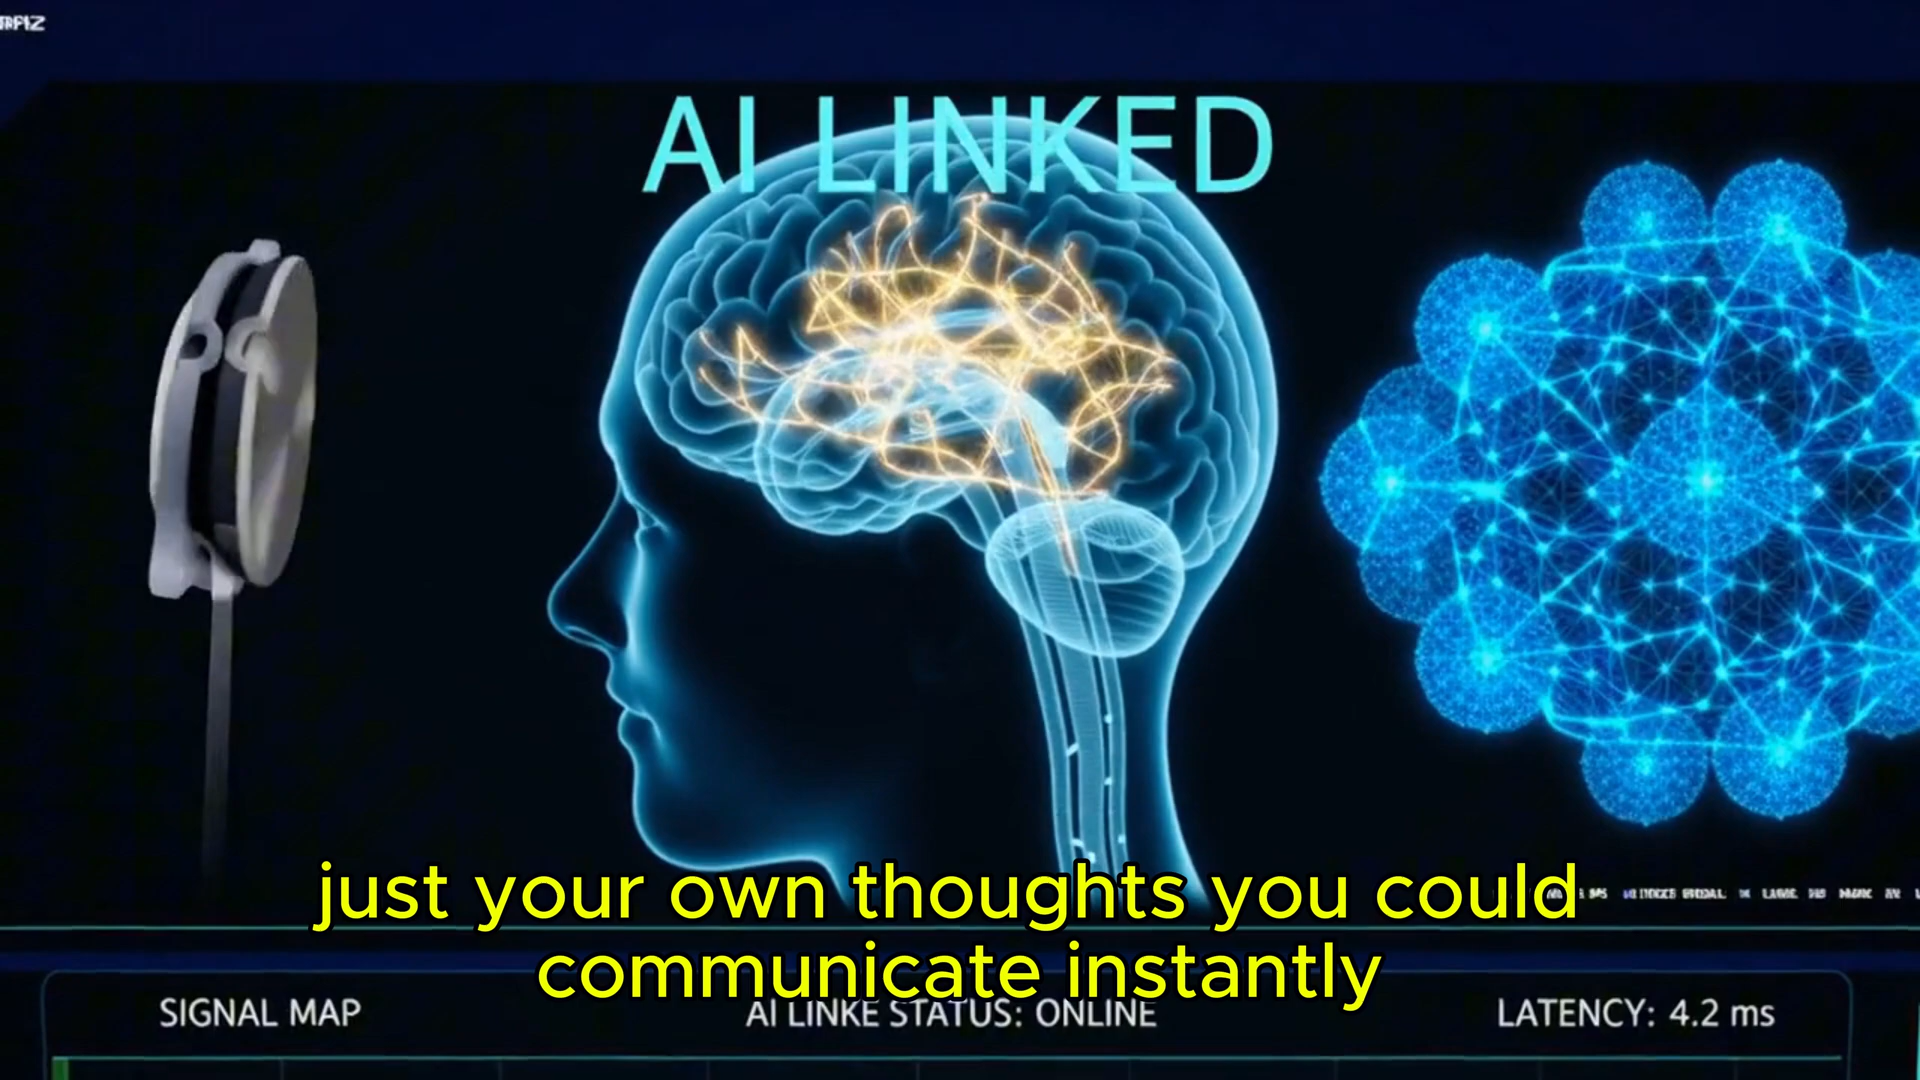 AI LINKED
just your own thoughts you could
communicate instantly
SIGNAL MAP
AI LINKE STATUS: ONLINE
LATENCY: 4.2 ms